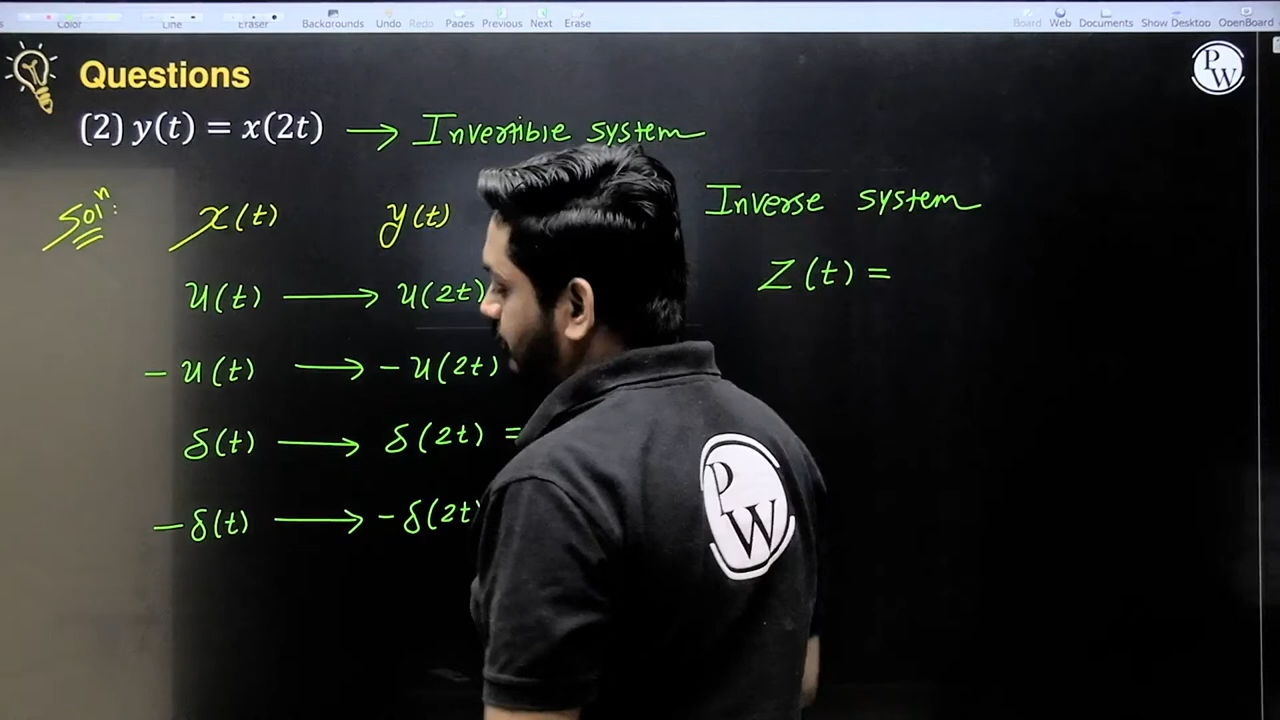 Color Line Eraser Backgrounds Undo Redo Pages Previous Next Erase Board Web Documents Show Desktop OpenBoard
Questions
PW
(2) y(t) = x(2t) → Invertible system
Solⁿ: x(t) y(t)
u(t) → u(2t)
- u(t) → - u(2t)
δ(t) → δ(2t) =
- δ(t) → - δ(2t)
Inverse system
Z(t) =
PW